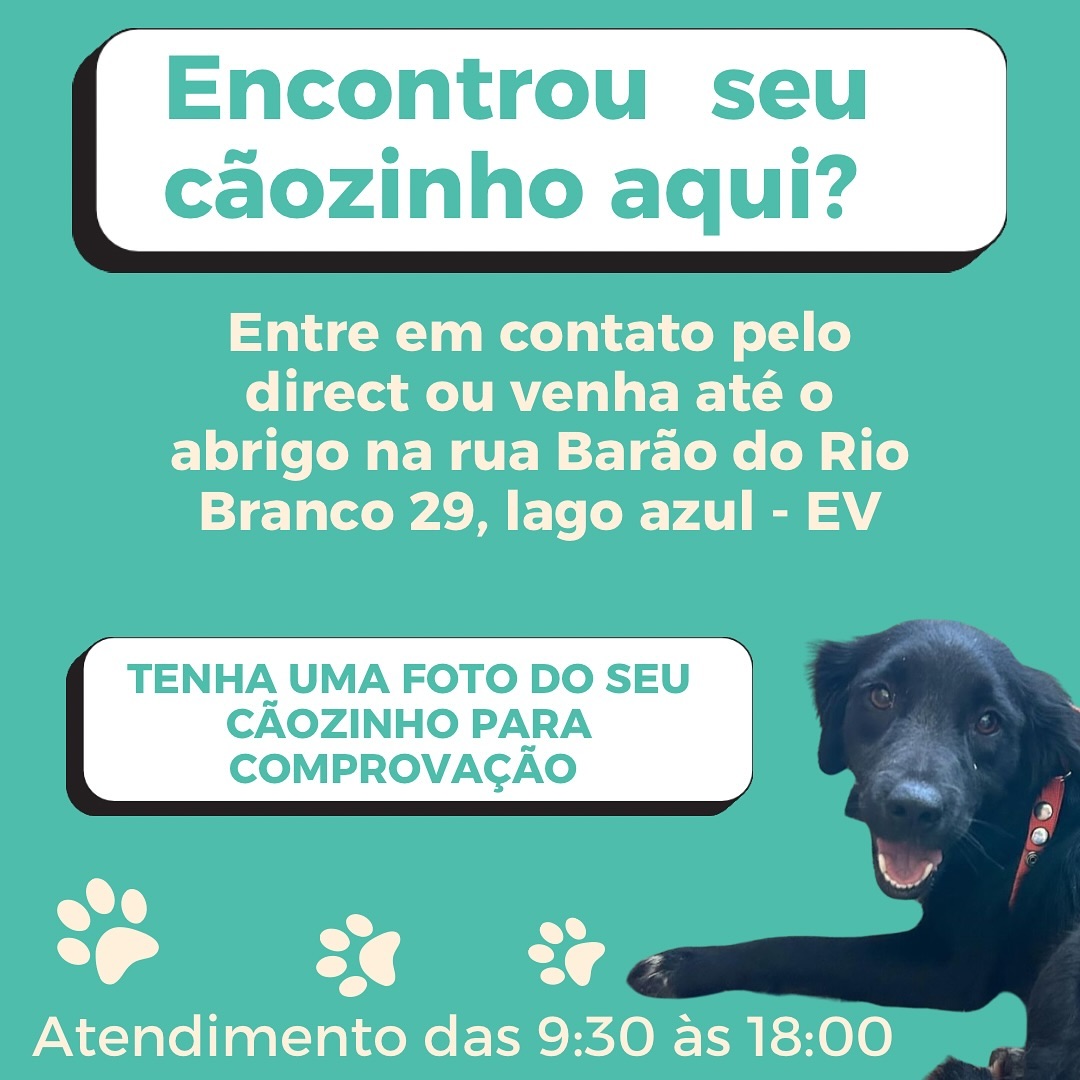 Encontrou seu
cãozinho aqui?
Entre em contato pelo
direct ou venha até o
abrigo na rua Barão do Rio
Branco 29, lago azul - EV
TENHA UMA FOTO DO SEU
CÃOZINHO PARA
COMPROVAÇÃO
Atendimento das 9:30 às 18:00